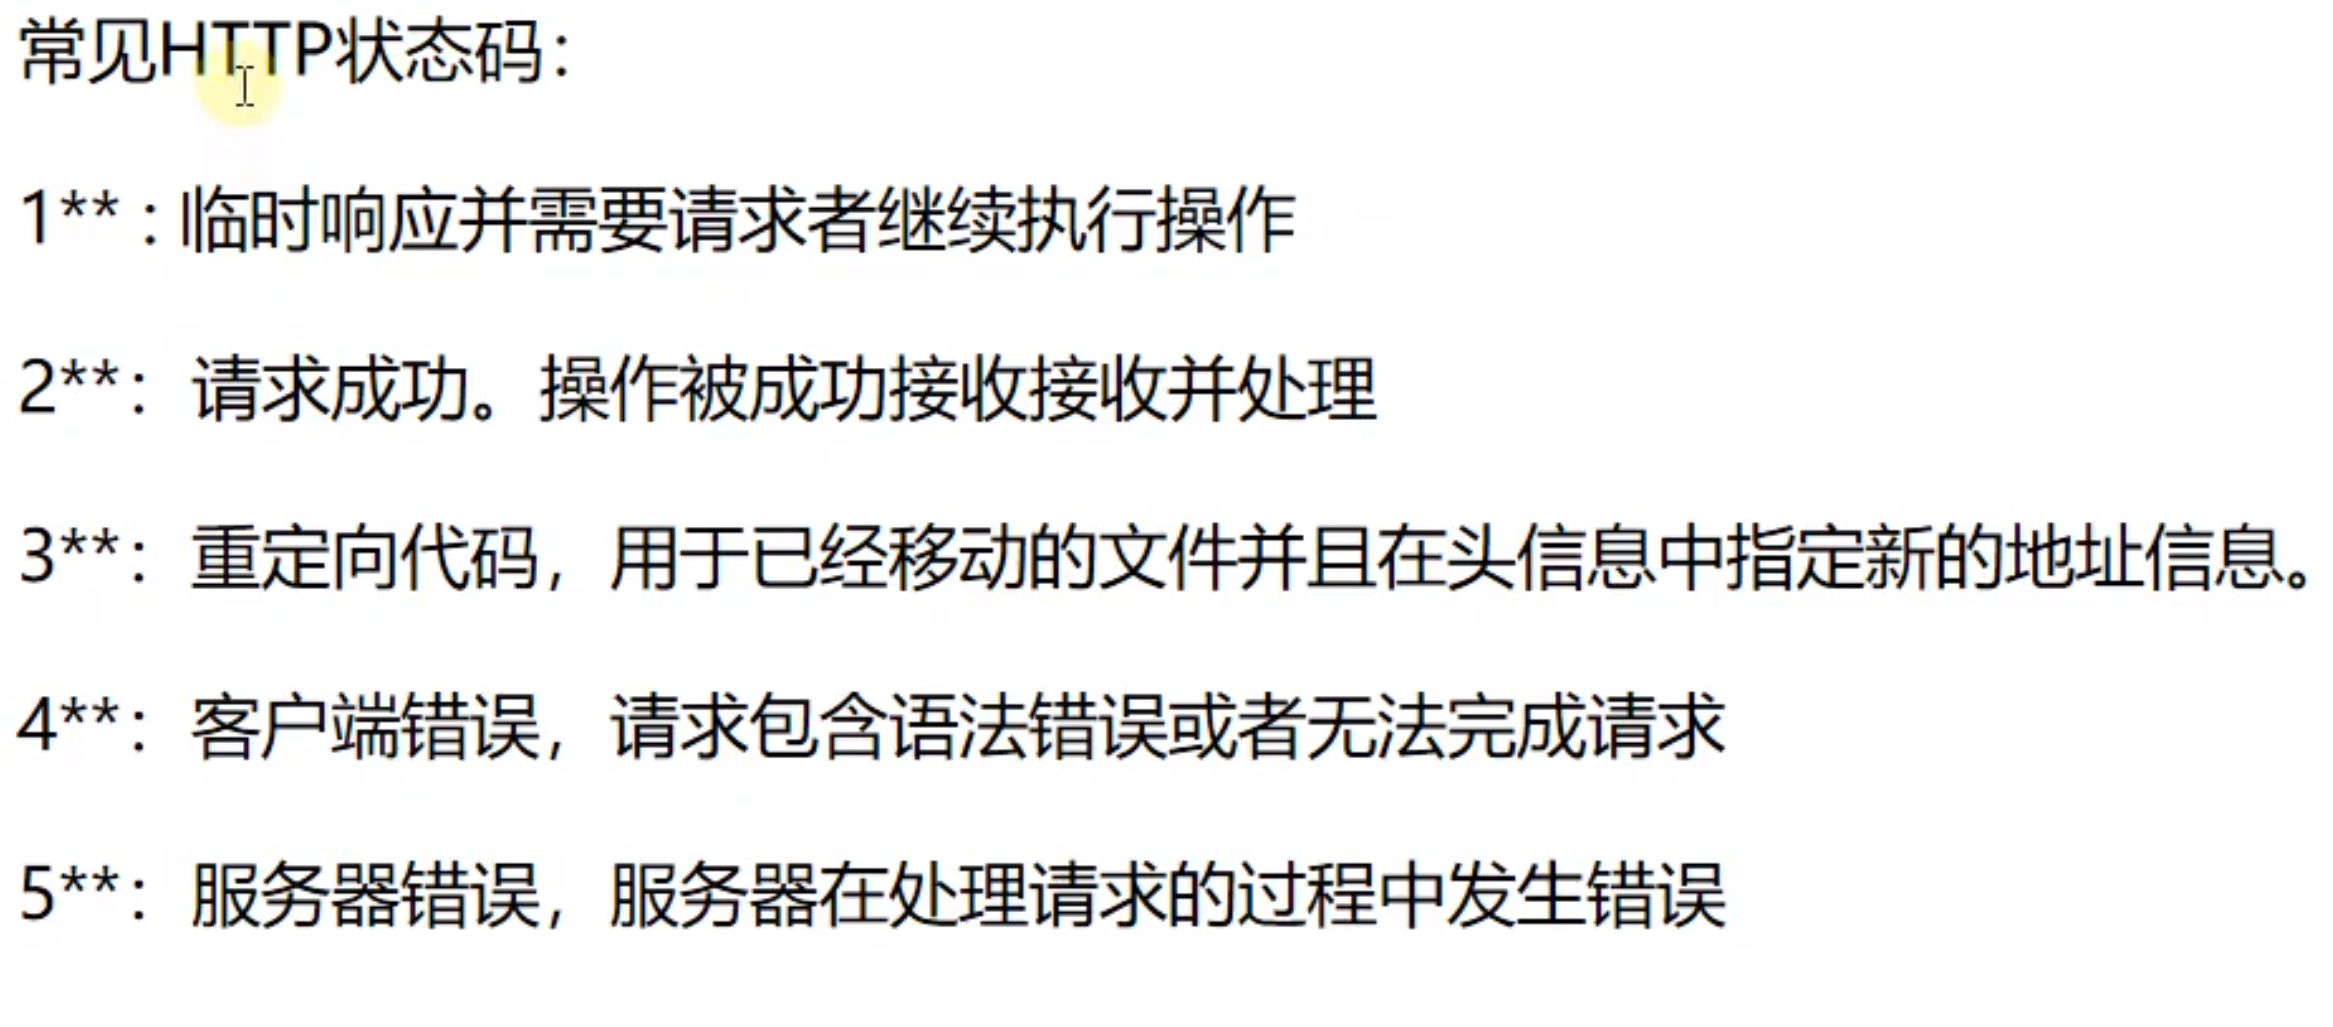 常见HTTP状态码：
1** : 临时响应并需要请求者继续执行操作
2**：请求成功。操作被成功接收接收并处理
3**：重定向代码，用于已经移动的文件并且在头信息中指定新的地址信息。
4**：客户端错误，请求包含语法错误或者无法完成请求
5**：服务器错误，服务器在处理请求的过程中发生错误